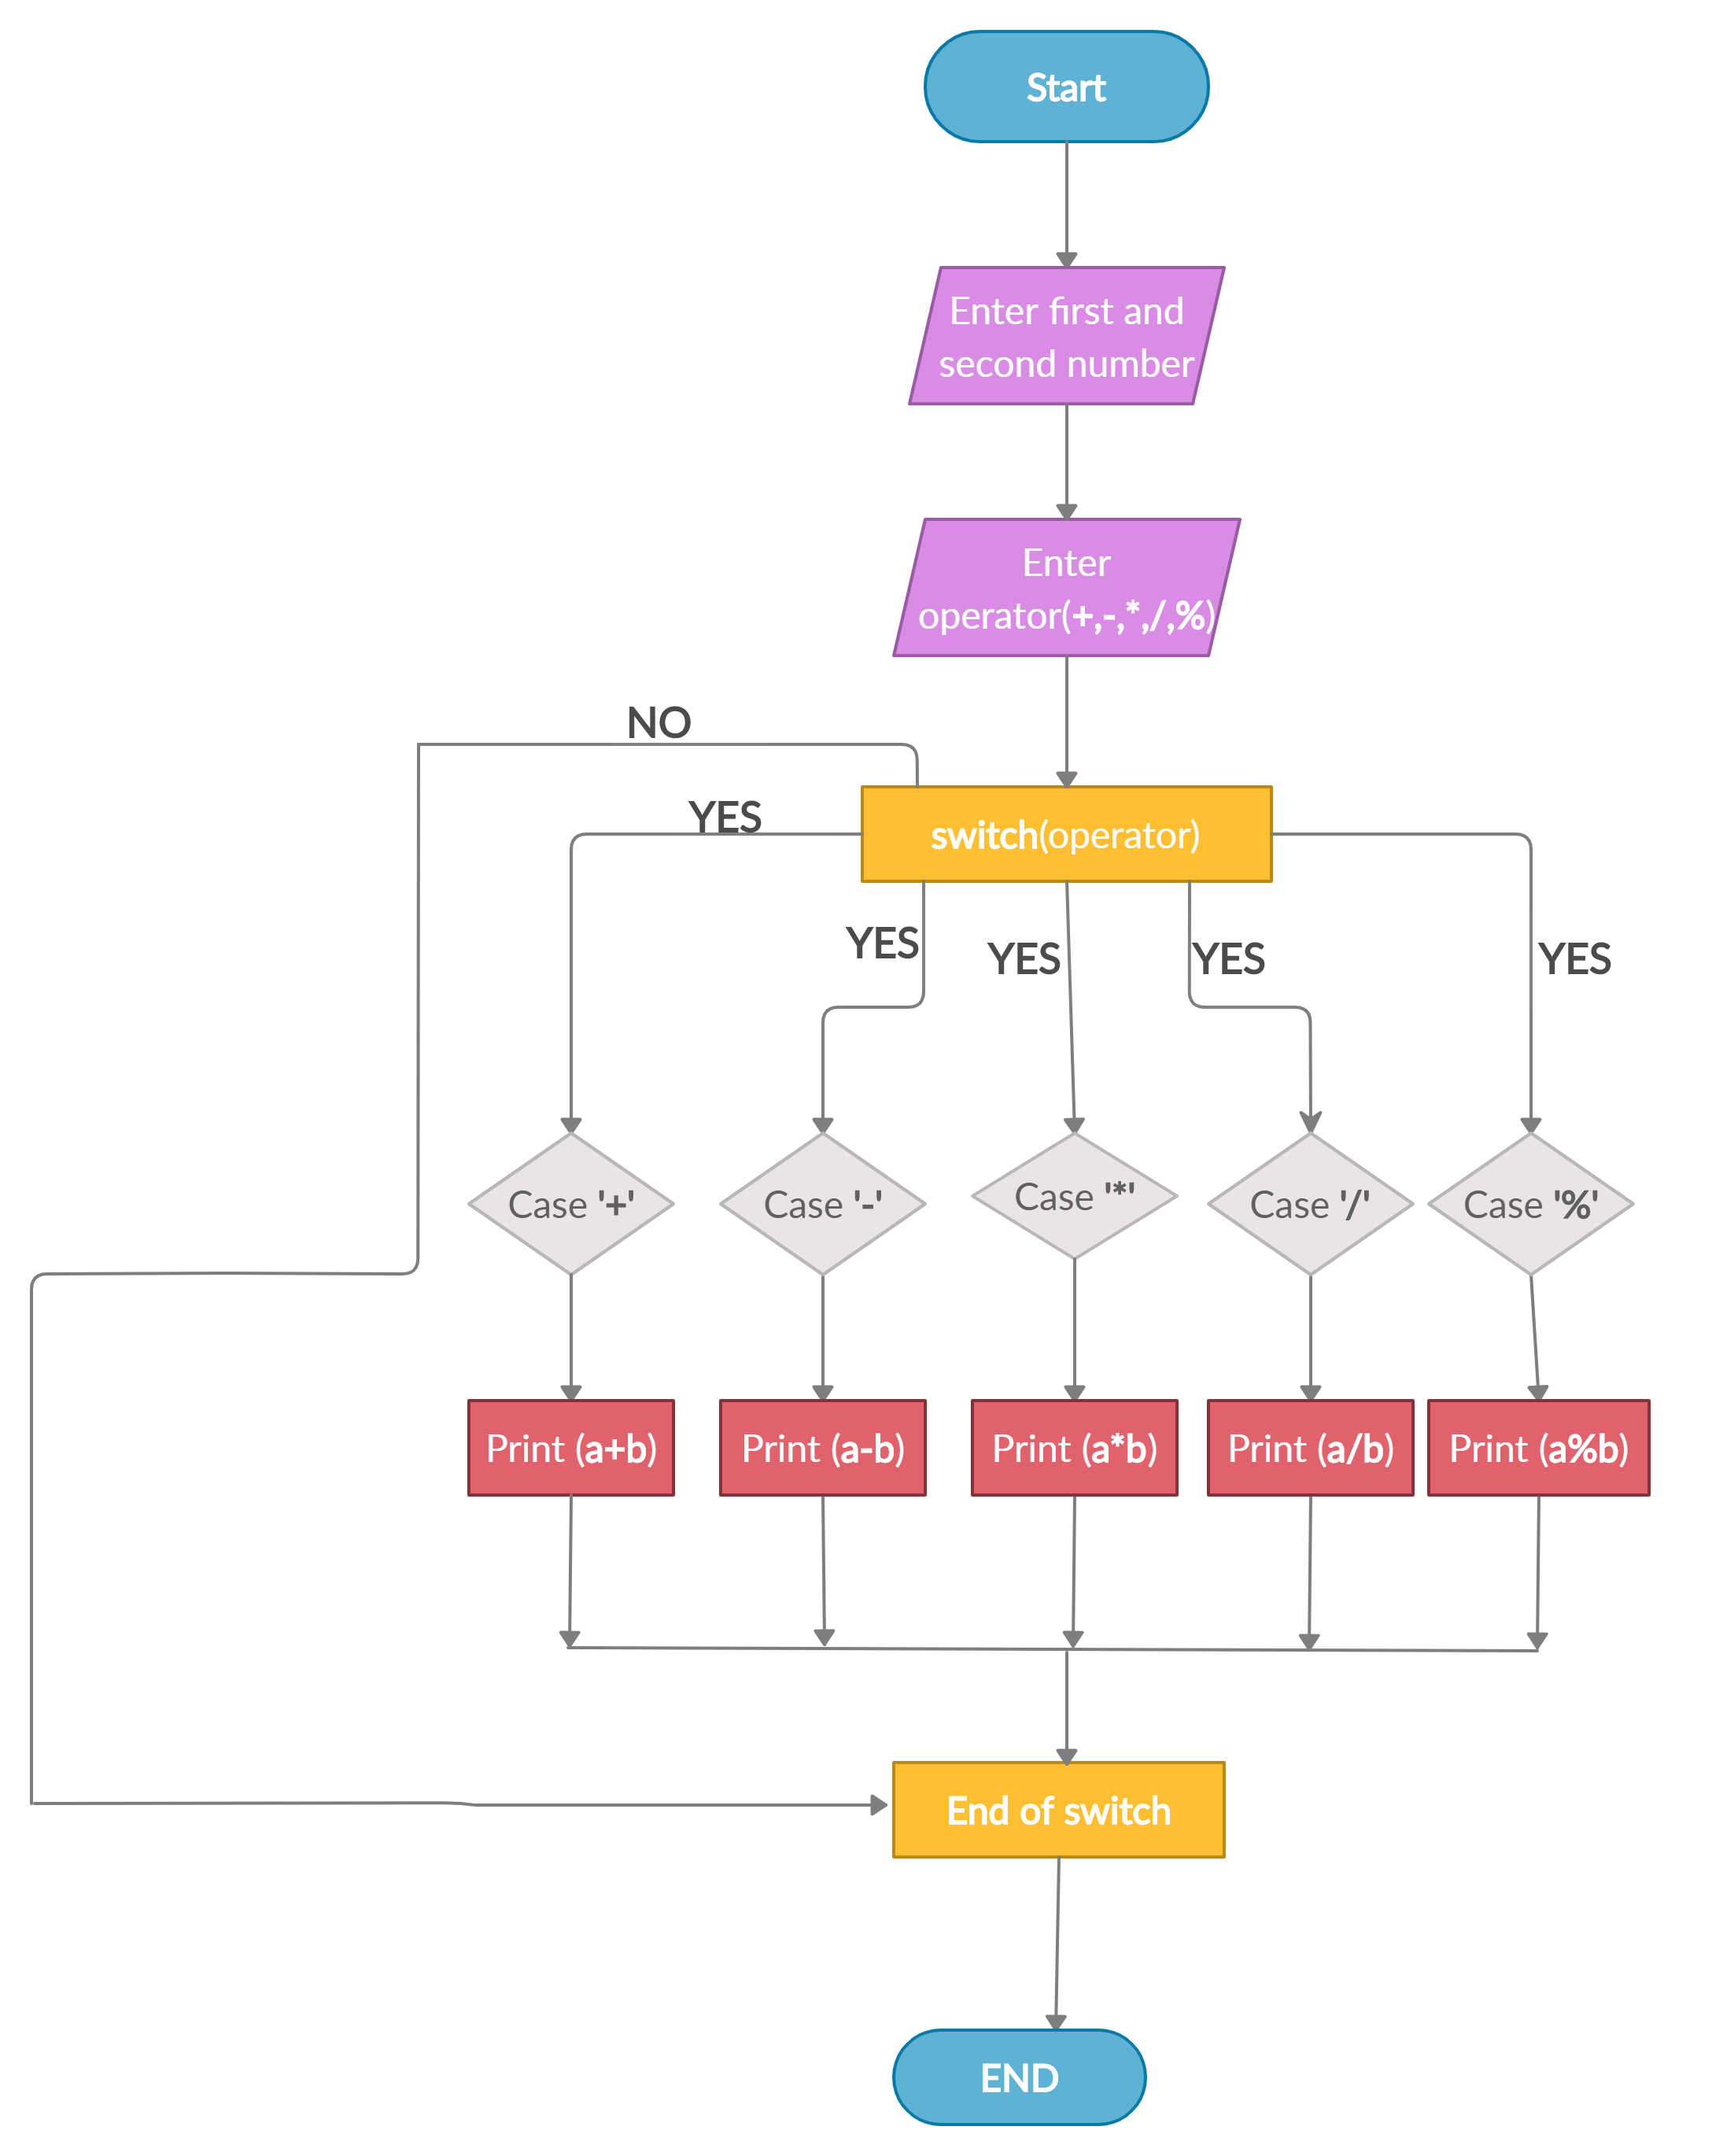 Start
Enter first and
second number
Enter
operator(+,-,*,/,%)
NO
YES
switch(operator)
YES
YES
YES
YES
Case '+'
Case '-'
Case '*'
Case '/'
Case '%'
Print (a+b)
Print (a-b)
Print (a*b)
Print (a/b)
Print (a%b)
End of switch
END